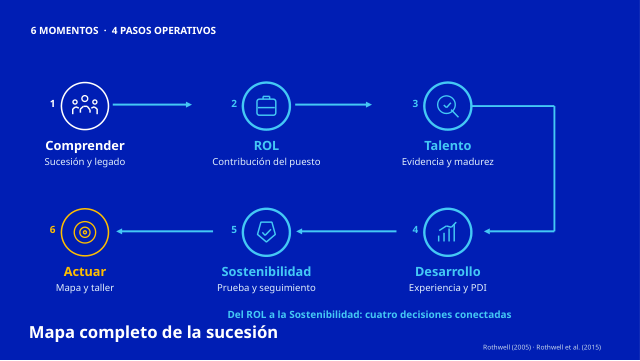 6 MOMENTOS · 4 PASOS OPERATIVOS
1
Comprender
Sucesión y legado
2
ROL
Contribución del puesto
3
Talento
Evidencia y madurez
4
Desarrollo
Experiencia y PDI
5
Sostenibilidad
Prueba y seguimiento
6
Actuar
Mapa y taller
Del ROL a la Sostenibilidad: cuatro decisiones conectadas
Mapa completo de la sucesión
Rothwell (2005) · Rothwell et al. (2015)